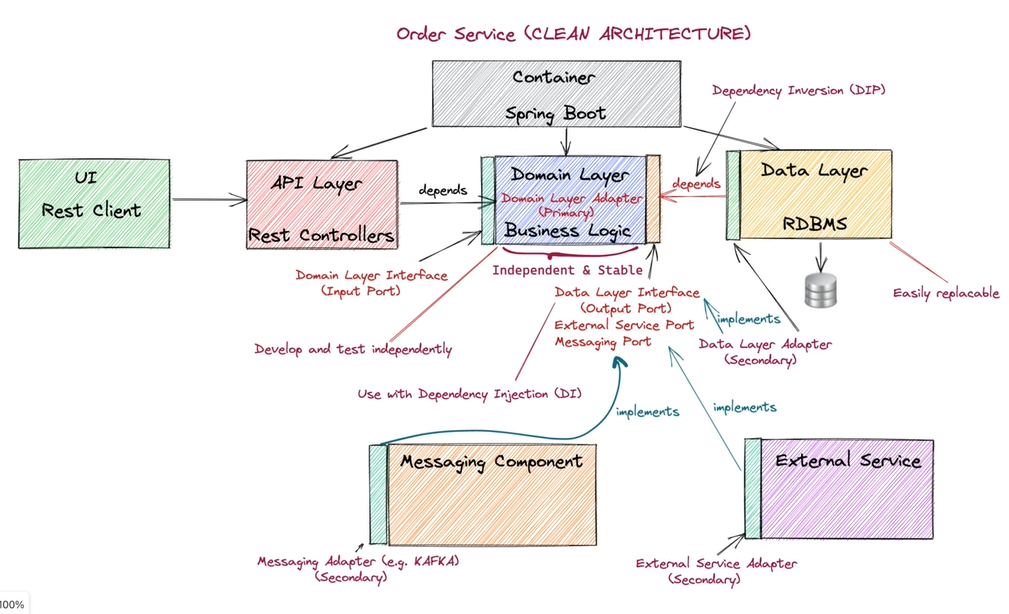 Order Service (CLEAN ARCHITECTURE)
Container
Spring Boot
Dependency Inversion (DIP)
UI
Rest Client
API Layer
Rest Controllers
depends
Domain Layer
Domain Layer Adapter
(Primary)
Business Logic
depends
Data Layer
RDBMS
Independent & Stable
Domain Layer Interface
(Input Port)
Data Layer Interface
(Output Port)
External Service Port
Messaging Port
Easily replacable
implements
Develop and test independently
Data Layer Adapter
(Secondary)
Use with Dependency Injection (DI)
implements
implements
Messaging Component
External Service
Messaging Adapter (e.g. KAFKA)
(Secondary)
External Service Adapter
(Secondary)
100%